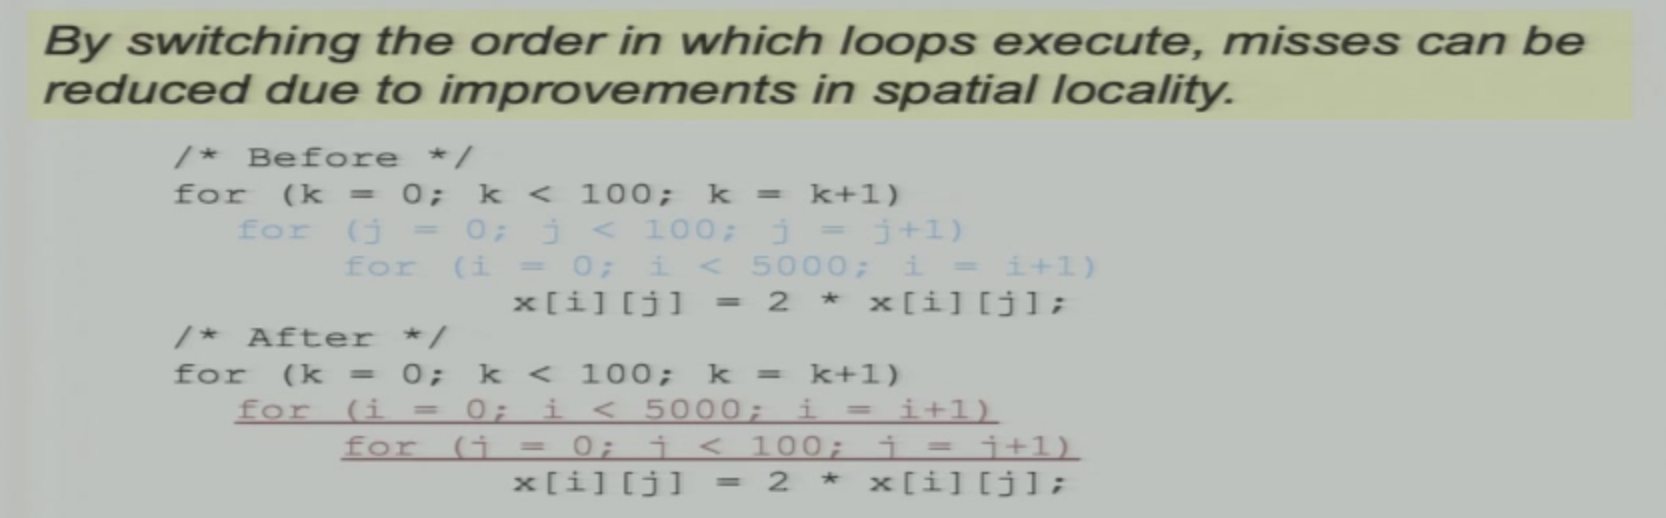 By switching the order in which loops execute, misses can be
reduced due to improvements in spatial locality.
/* Before */
for (k = 0; k < 100; k = k+1)
for (j = 0; j < 100; j = j+1)
for (i = 0; i < 5000; i = i+1)
x[i][j] = 2 * x[i][j];
/* After */
for (k = 0; k < 100; k = k+1)
for (i = 0; i < 5000; i = i+1)
for (j = 0; j < 100; j = j+1)
x[i][j] = 2 * x[i][j];